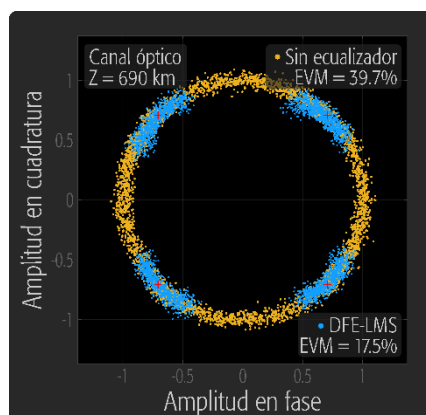 Canal óptico
Z = 690 km
Sin ecualizador
EVM = 39.7%
Amplitud en cuadratura
1
0.5
0
-0.5
-1
DFE-LMS
EVM = 17.5%
-1 -0.5 0 0.5 1
Amplitud en fase